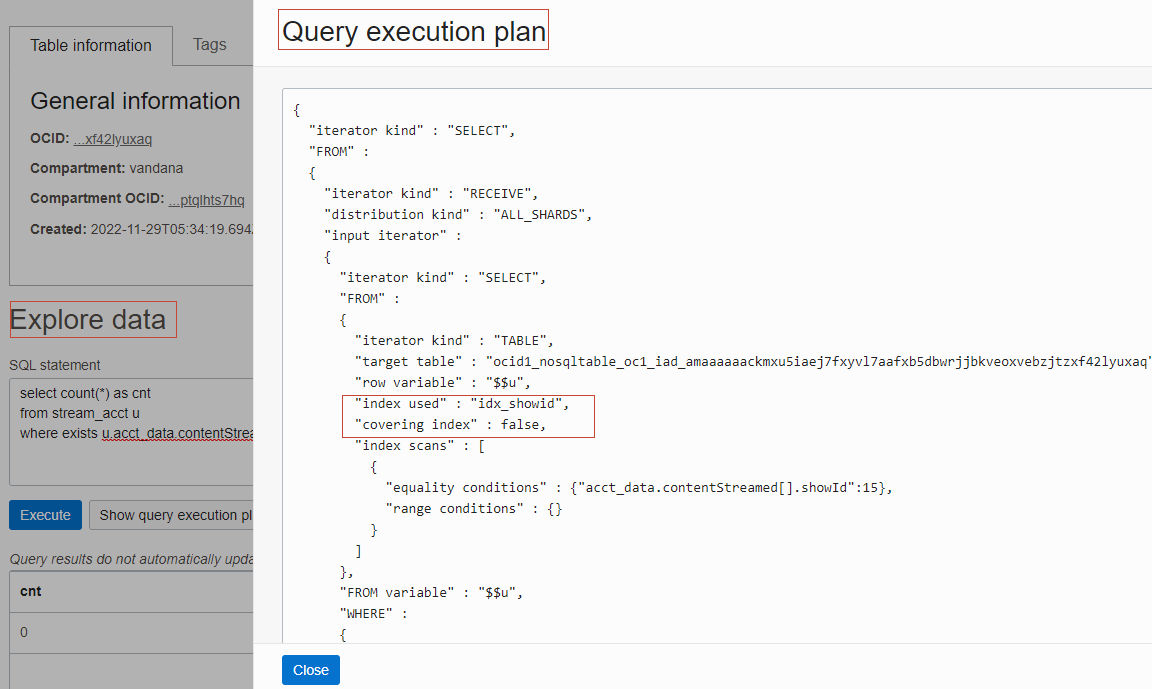 Table information
Tags
General information
OCID: ...xf42lyuxaq
Compartment: vandana
Compartment OCID: ...ptqlhts7hq
Created: 2022-11-29T05:34:19.694
Explore data
SQL statement
select count(*) as cnt
from stream_acct u
where exists u.acct_data.contentStrea
Execute
Show query execution pl
Query results do not automatically upda
cnt
0
Query execution plan
{
"iterator kind" : "SELECT",
"FROM" :
{
"iterator kind" : "RECEIVE",
"distribution kind" : "ALL_SHARDS",
"input iterator" :
{
"iterator kind" : "SELECT",
"FROM" :
{
"iterator kind" : "TABLE",
"target table" : "ocid1_nosqltable_oc1_iad_amaaaaaackmxu5iaej7fxyvl7aafxb5dbwrjjbkveoxvebzjtzxf42lyuxaq"
"row variable" : "$$u",
"index used" : "idx_showid",
"covering index" : false,
"index scans" : [
{
"equality conditions" : {"acct_data.contentStreamed[].showId":15},
"range conditions" : {}
}
]
},
"FROM variable" : "$$u",
"WHERE" :
{
Close